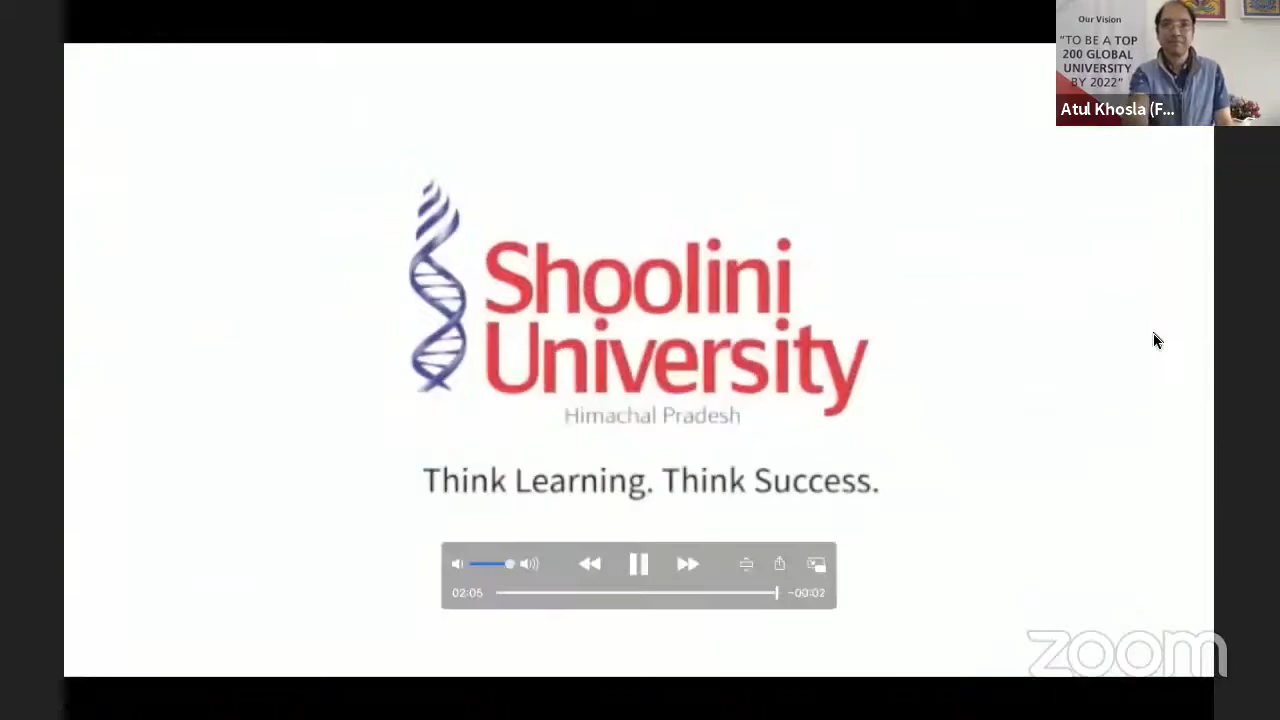 Our Vision
“TO BE A TOP
200 GLOBAL
UNIVERSITY
BY 2022”
Atul Khosla (F...
Shoolini
University
Himachal Pradesh
Think Learning. Think Success.
02:05
-00:02
zoom